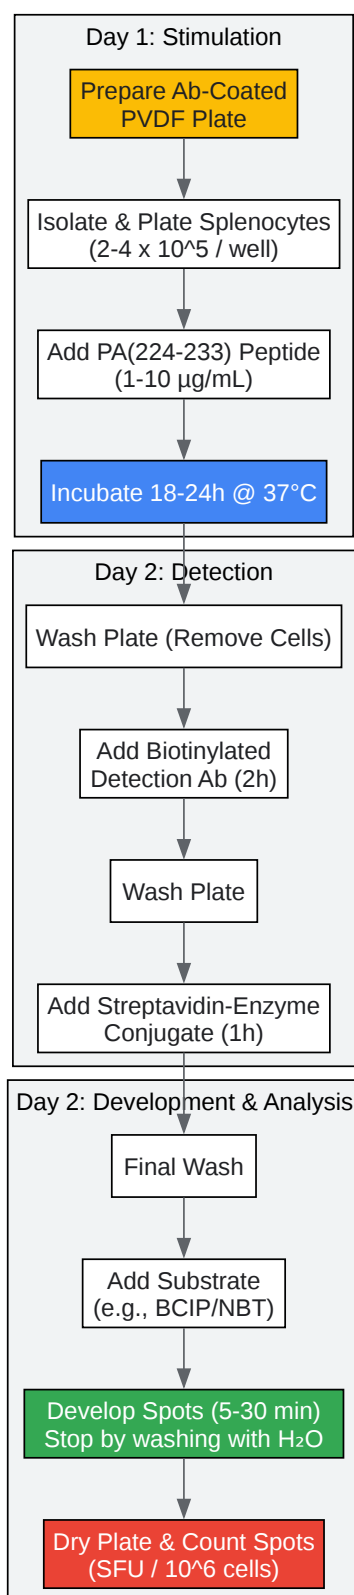 Day 1: Stimulation
Prepare Ab-Coated
PVDF Plate
Isolate & Plate Splenocytes
(2-4 x 10^5 / well)
Add PA(224-233) Peptide
(1-10 µg/mL)
Incubate 18-24h @ 37°C
Day 2: Detection
Wash Plate (Remove Cells)
Add Biotinylated
Detection Ab (2h)
Wash Plate
Add Streptavidin-Enzyme
Conjugate (1h)
Day 2: Development & Analysis
Final Wash
Add Substrate
(e.g., BCIP/NBT)
Develop Spots (5-30 min)
Stop by washing with H₂O
Dry Plate & Count Spots
(SFU / 10^6 cells)